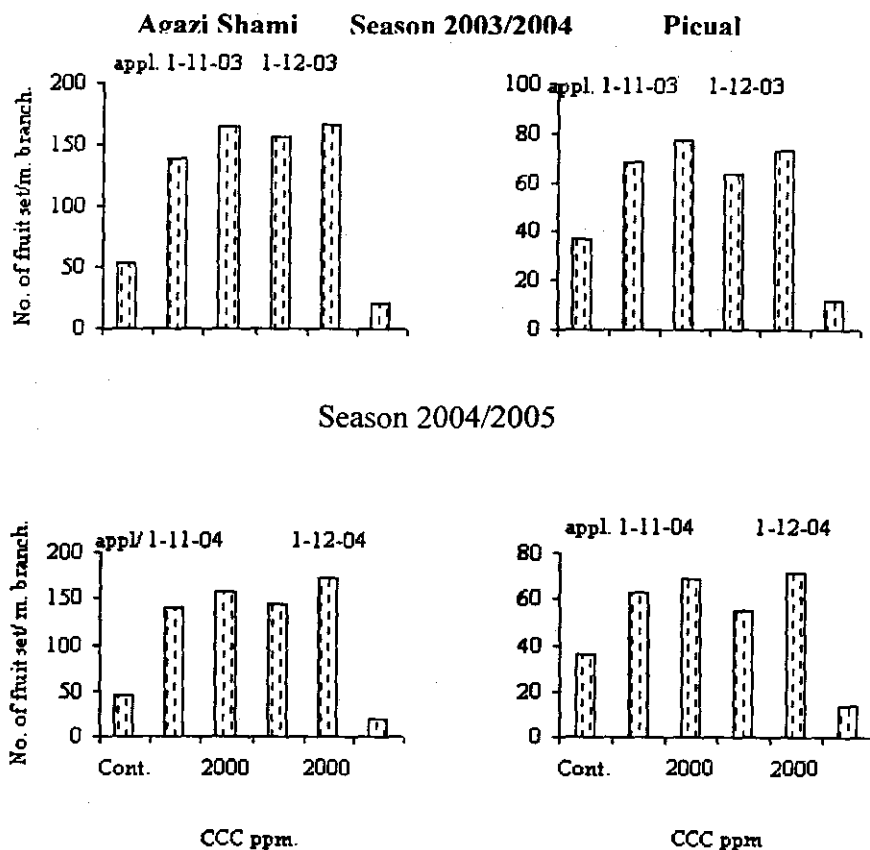 Agazi Shami Season 2003/2004 Picual
appl. 1-11-03 1-12-03
No. of fruit set/m. branch.
200
150
100
50
0
appl. 1-11-03 1-12-03
100
80
60
40
20
0
Season 2004/2005
appl/ 1-11-04 1-12-04
No. of fruit set/ m. branch.
200
150
100
50
0
Cont. 2000 2000
CCC ppm.
appl. 1-11-04 1-12-04
80
60
40
20
0
Cont. 2000 2000
CCC ppm